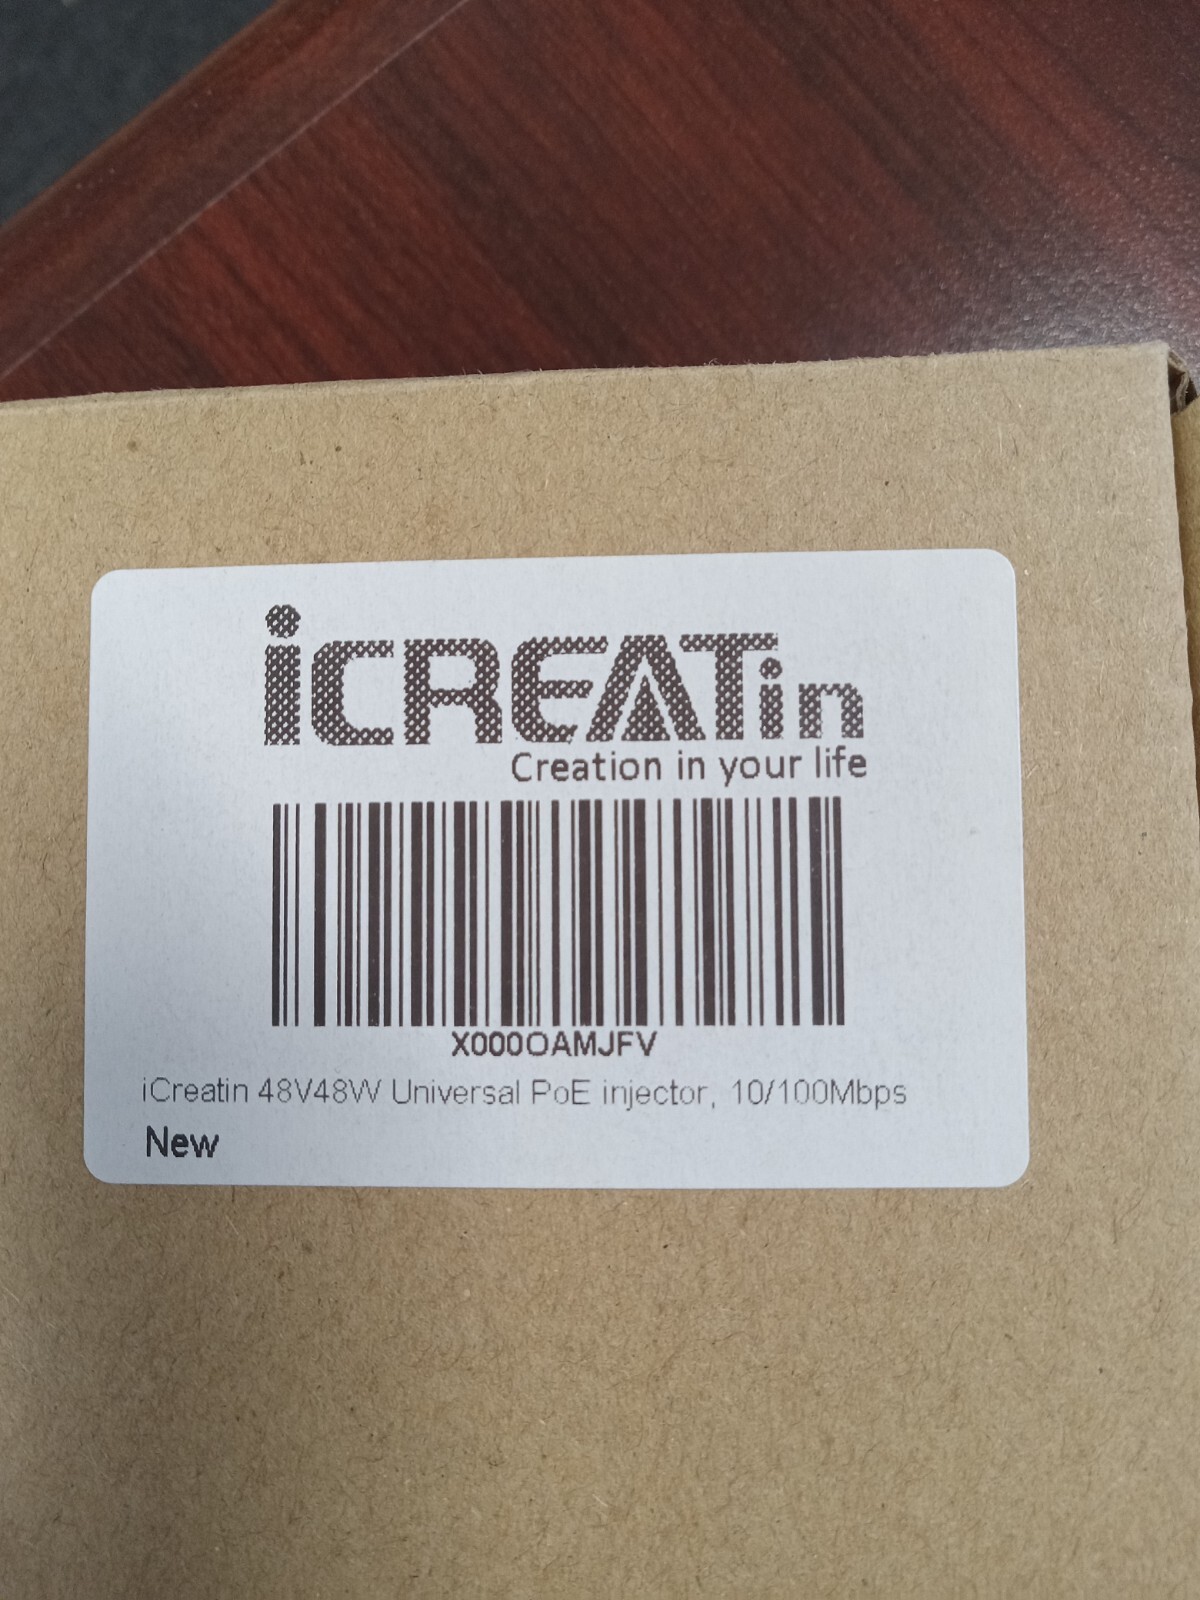 iCREATin
Creation in your life
X000OAMJFV
iCreatin 48V48W Universal PoE injector, 10/100Mbps
New